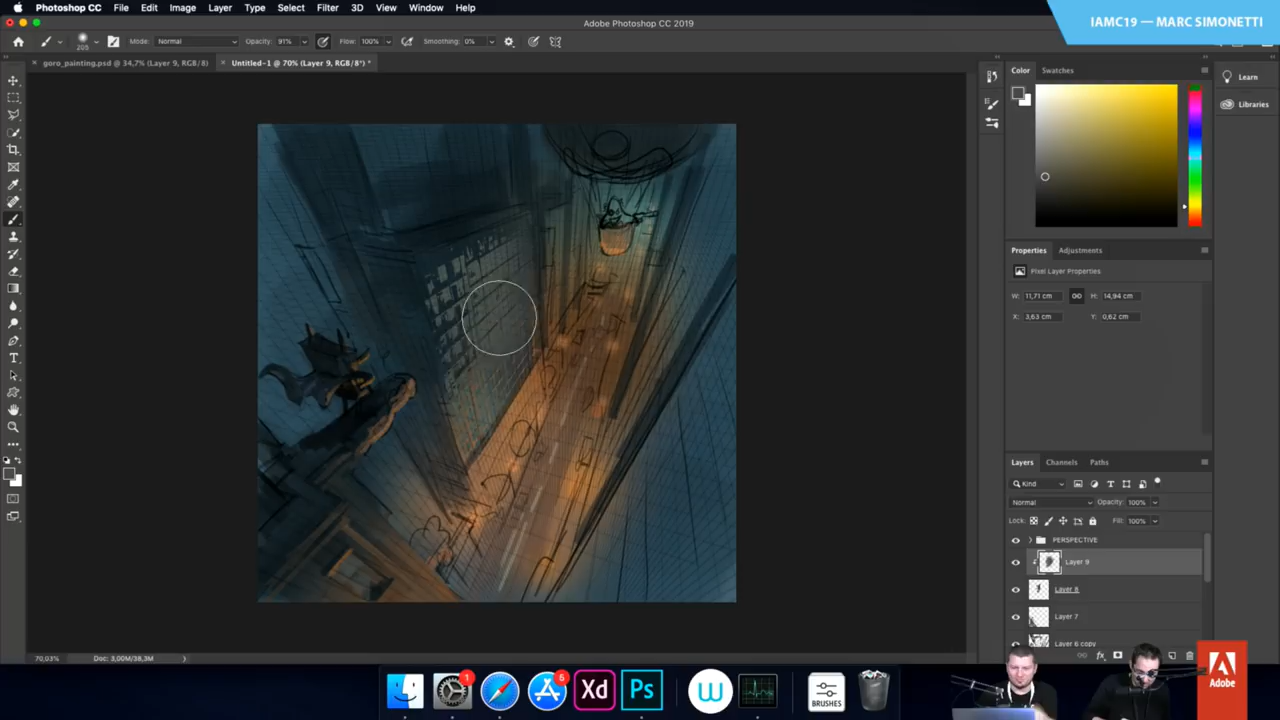 Photoshop CC File Edit Image Layer Type Select Filter 3D View Window Help
Adobe Photoshop CC 2019
IAMC19 — MARC SIMONETTI
205 Mode: Normal Opacity: 91% Flow: 100% Smoothing: 0%
goro_painting.psd @ 34,7% (Layer 9, RGB/8) Untitled-1 @ 70% (Layer 9, RGB/8*) *
Color Swatches
Learn
Libraries
Properties Adjustments
Pixel Layer Properties
W: 11,71 cm H: 14,94 cm
X: 3,63 cm Y: 0,62 cm
Layers Channels Paths
Kind
Normal Opacity: 100%
Lock: Fill: 100%
PERSPECTIVE
Layer 9
Layer 8
Layer 7
Layer 6 copy
70,03% Doc: 3,00M/38,3M
1 6
Xd Ps
BRUSHES
Adobe